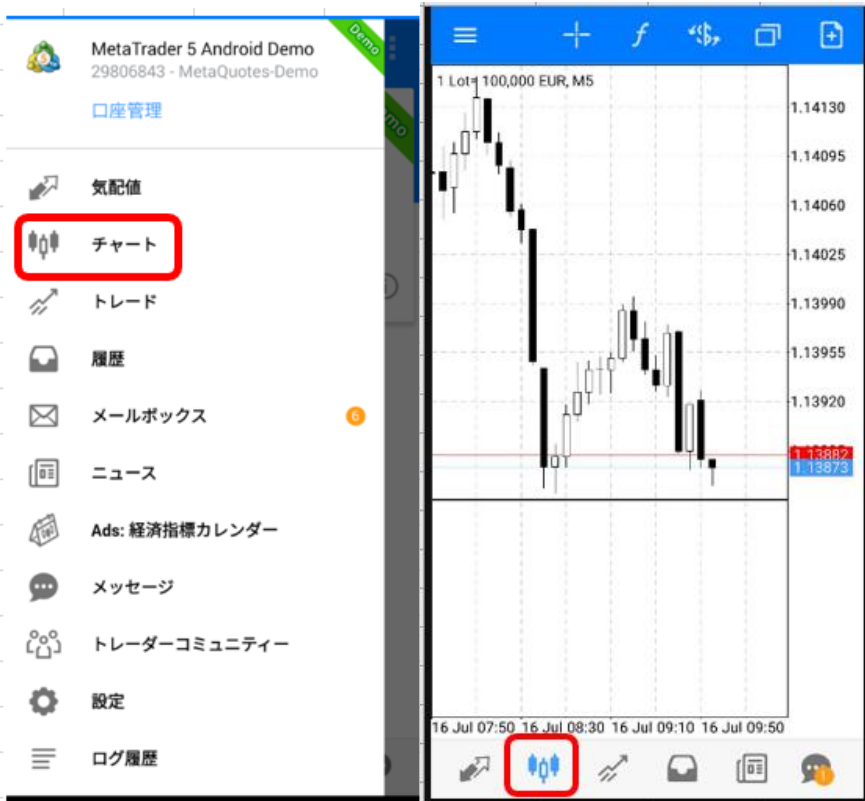 MetaTrader 5 Android Demo
29806843 - MetaQuotes-Demo
Demo
口座管理
気配値
チャート
トレード
履歴
メールボックス
6
ニュース
Ads: 経済指標カレンダー
メッセージ
トレーダーコミュニティー
設定
ログ履歴
1 Lot= 100,000 EUR, M5
1.14130
1.14095
1.14060
1.14025
1.13990
1.13955
1.13920
1.13882
1.13873
16 Jul 07:50 16 Jul 08:30 16 Jul 09:10 16 Jul 09:50